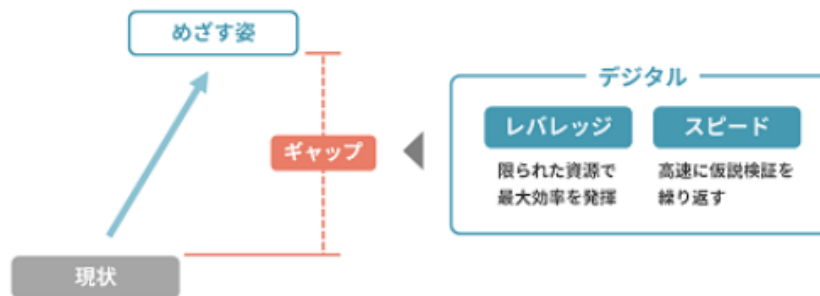 めざす姿
ギャップ
現状
デジタル
レバレッジ
限られた資源で
最大効率を発揮
スピード
高速に仮説検証を
繰り返す